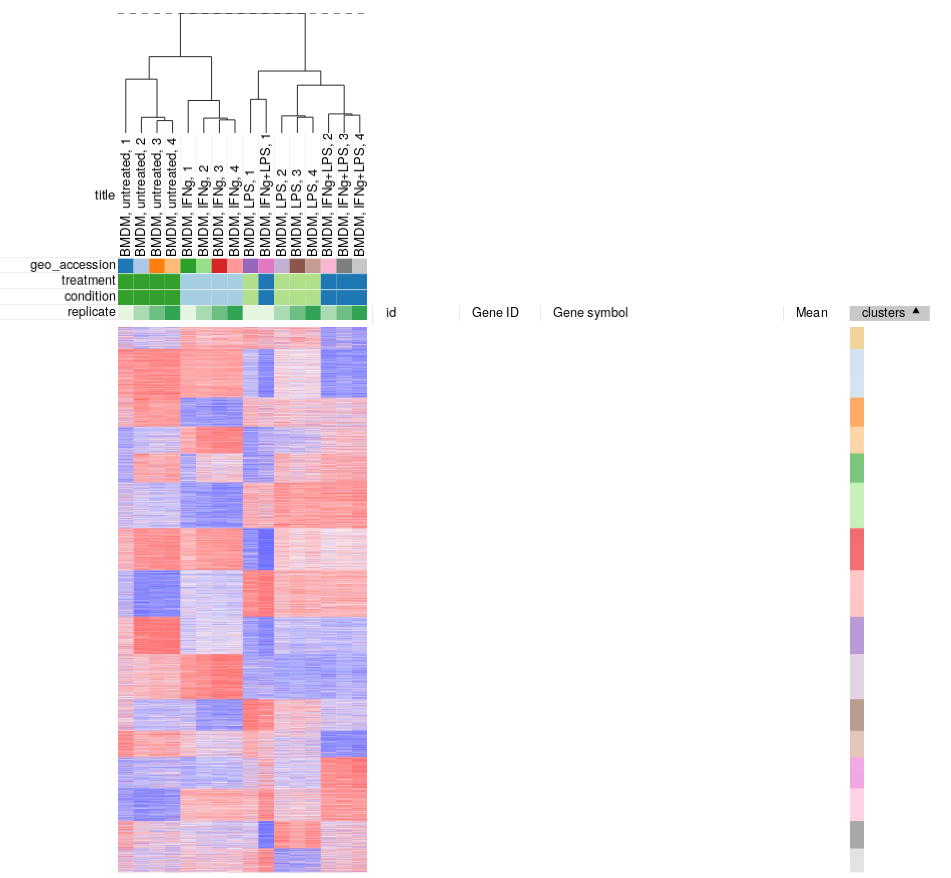 title
BMDM, untreated, 1
BMDM, untreated, 2
BMDM, untreated, 3
BMDM, untreated, 4
BMDM, IFNg, 1
BMDM, IFNg, 2
BMDM, IFNg, 3
BMDM, IFNg, 4
BMDM, LPS, 1
BMDM, IFNg+LPS, 1
BMDM, LPS, 2
BMDM, LPS, 3
BMDM, LPS, 4
BMDM, IFNg+LPS, 2
BMDM, IFNg+LPS, 3
BMDM, IFNg+LPS, 4
geo_accession
treatment
condition
replicate
id Gene ID Gene symbol Mean clusters ▲